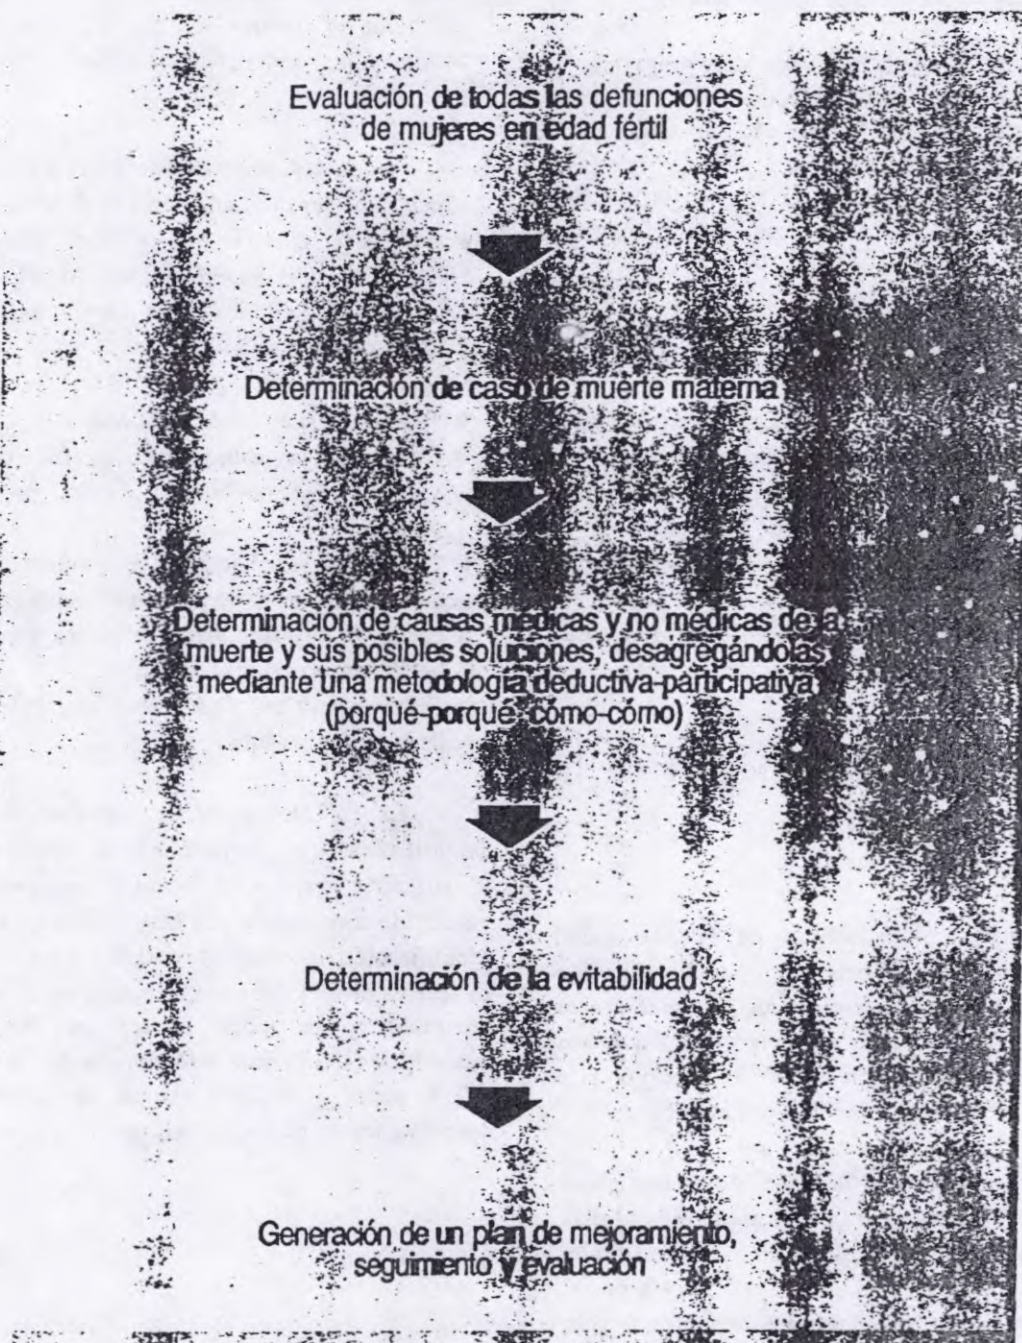 Evaluación de todas las defunciones
de mujeres en edad fértil
Determinación de caso de muerte materna
Determinación de causas médicas y no médicas de la
muerte y sus posibles soluciones, desagregándolas
mediante una metodología deductiva-participativa
(porqué-porqué- cómo-cómo)
Determinación de la evitabilidad
Generación de un plan de mejoramiento,
seguimiento y evaluación